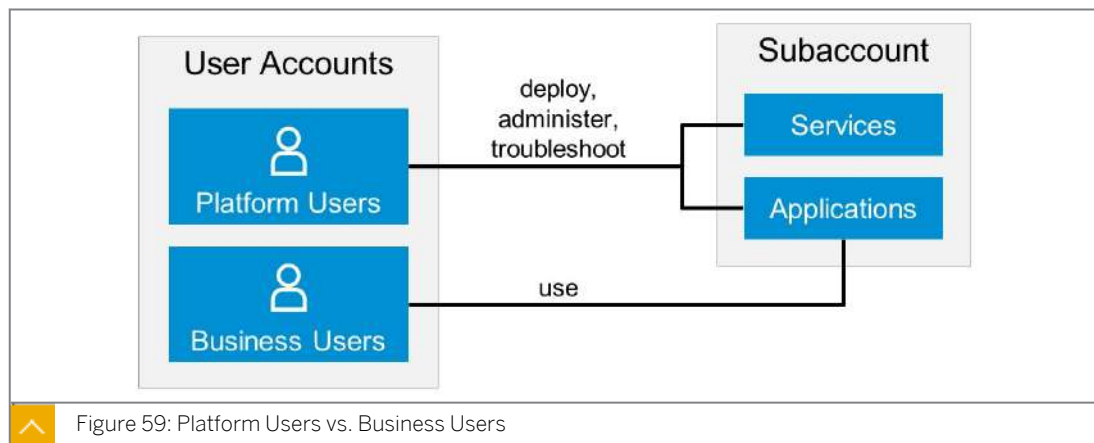 User Accounts
Platform Users
Business Users
deploy,
administer,
troubleshoot
use
Subaccount
Services
Applications
Figure 59: Platform Users vs. Business Users